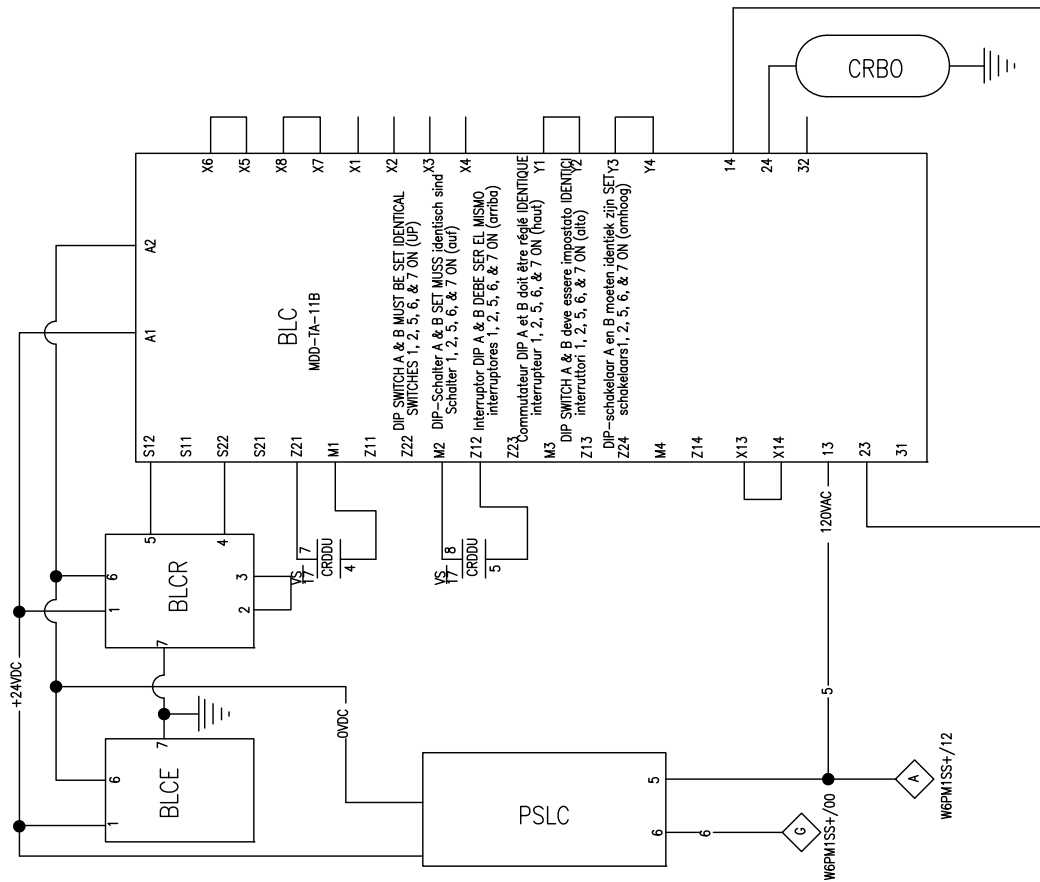 X6
X5
X8
X7
X1
X2
X3
X4
Y1
Y2
Y3
Y4
14
24
32
CRBO
A2
A1
BLC
MDD-TA-11B
DIP SWITCH A & B MUST BE SET IDENTICAL
SWITCHES 1, 2, 5, 6, & 7 ON (UP)
DIP-Schalter A & B SET MUSS identisch sind
Schalter 1, 2, 5, 6, & 7 ON (auf)
Interruptor DIP A & B DEBE SER EL MISMO
interruptores 1, 2, 5, 6, & 7 ON (arriba)
Commutateur DIP A et B doit être réglé IDENTIQUE
interrupteur 1, 2, 5, 6, & 7 ON (haut)
DIP SWITCH A & B deve essere impostato IDENTICI
interruttori 1, 2, 5, 6, & 7 ON (alto)
DIP-schakelaar A en B moeten identiek zijn SET
schakelaars1, 2, 5, 6, & 7 ON (omhoog)
S12
S11
S22
S21
Z21
M1
Z11
Z22
M2
Z12
Z23
M3
Z13
Z24
M4
Z14
X13
X14
13
23
31
5
4
6
3
BLCR
1
2
7
VS
17
7
CRDDU
4
VS
17
8
CRDDU
5
120VAC
+24VDC
0VDC
7
6
BLCE
1
PSLC
5
6
5
6
A
W6PM1SS+/12
G
W6PM1SS+/00